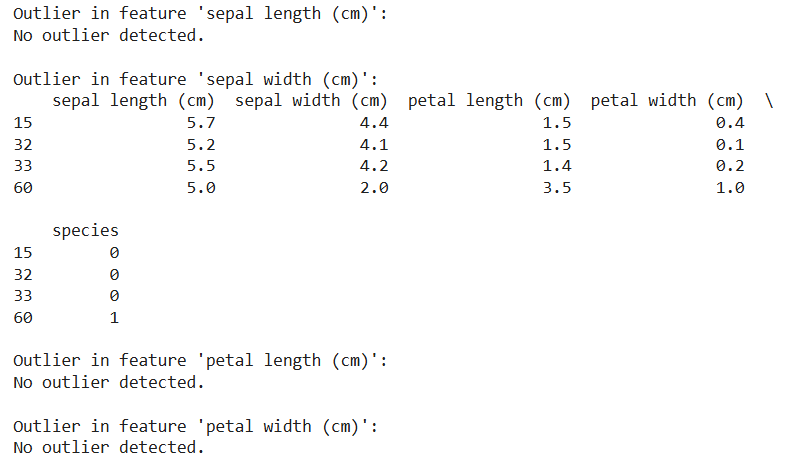 Outlier in feature 'sepal length (cm)':
No outlier detected.
Outlier in feature 'sepal width (cm)':
sepal length (cm)  sepal width (cm)  petal length (cm)  petal width (cm)  \
15                5.7               4.4                1.5               0.4
32                5.2               4.1                1.5               0.1
33                5.5               4.2                1.4               0.2
60                5.0               2.0                3.5               1.0
species
15        0
32        0
33        0
60        1
Outlier in feature 'petal length (cm)':
No outlier detected.
Outlier in feature 'petal width (cm)':
No outlier detected.